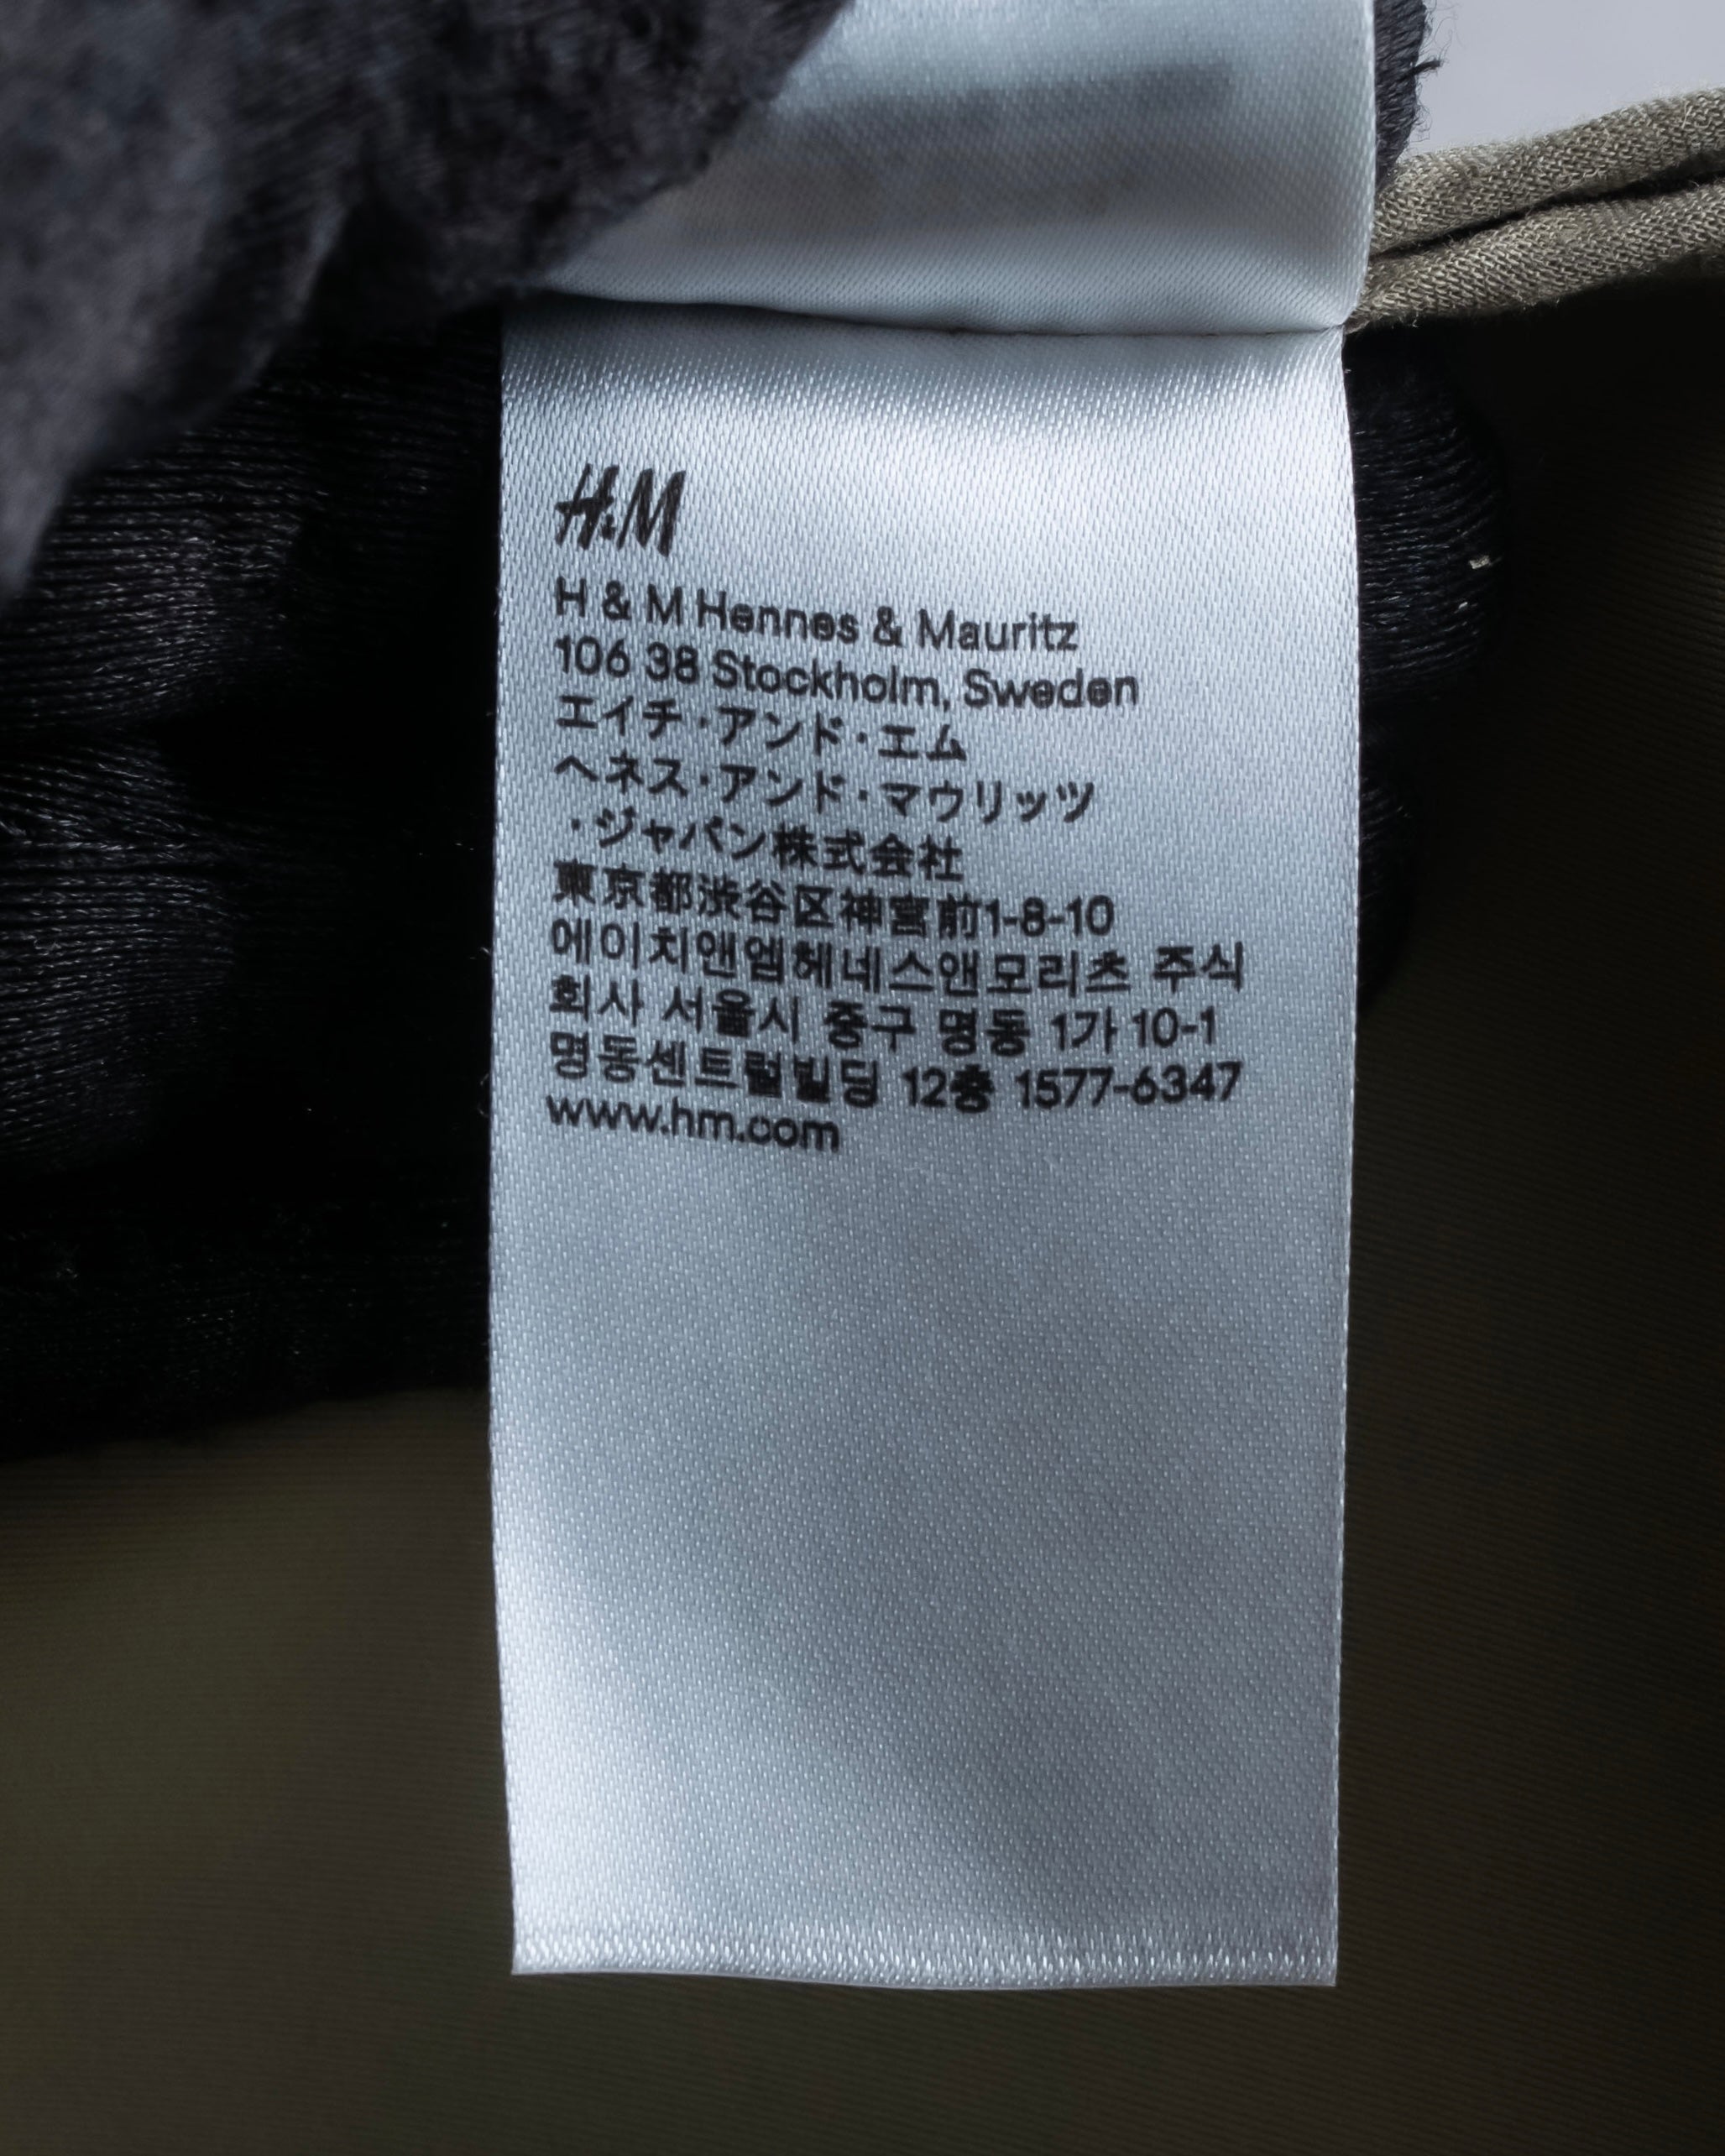 H&M
H & M Hennes & Mauritz
106 38 Stockholm, Sweden
エイチ・アンド・エム
ヘネス・アンド・マウリッツ
・ジャパン株式会社
東京都渋谷区神宮前1-8-10
에이치앤엠헤네스앤모리츠 주식
회사 서울시 중구 명동 1가 10-1
명동센트럴빌딩 12층 1577-6347
www.hm.com